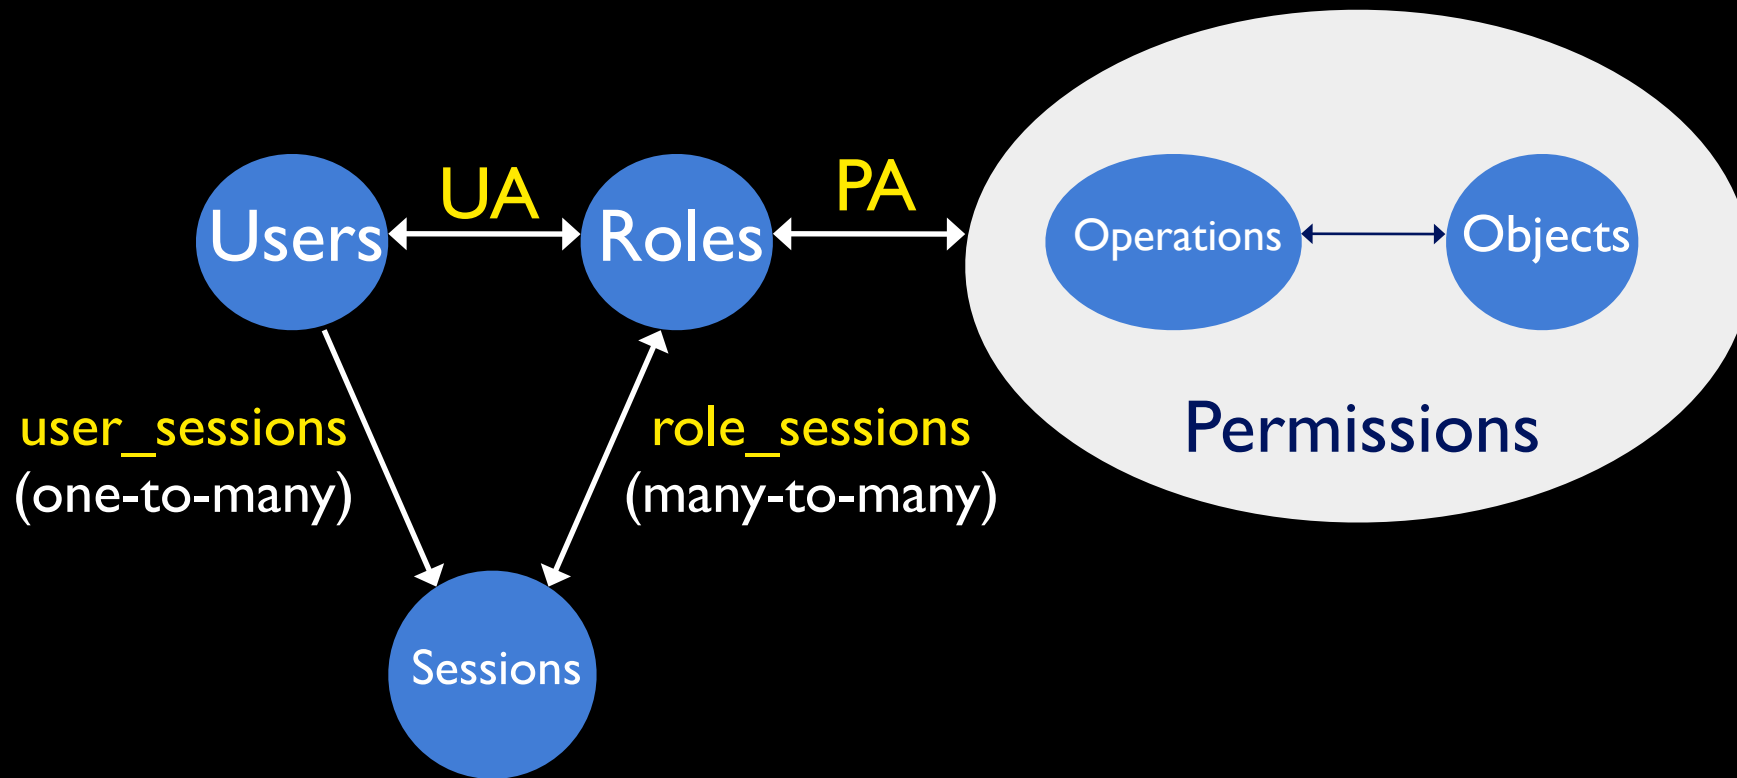 Users
UA
Roles
PA
Operations
Objects
Permissions
user_sessions
(one-to-many)
role_sessions
(many-to-many)
Sessions